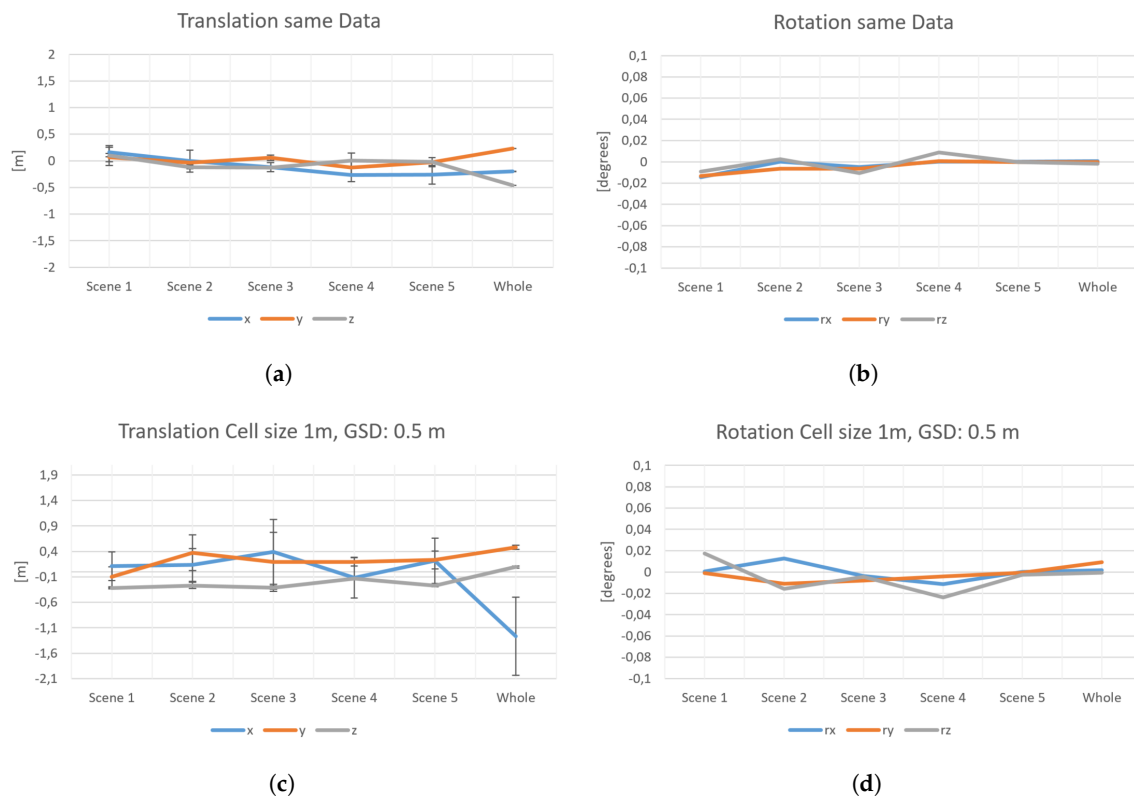 Translation same Data
2
1,5
1
0,5
0
-0,5
-1
-1,5
-2
[m]
Scene 1 Scene 2 Scene 3 Scene 4 Scene 5 Whole
x y z
(a)
Rotation same Data
0,1
0,08
0,06
0,04
0,02
0
-0,02
-0,04
-0,06
-0,08
-0,1
[degrees]
Scene 1 Scene 2 Scene 3 Scene 4 Scene 5 Whole
rx ry rz
(b)
Translation Cell size 1m, GSD: 0.5 m
1,9
1,4
0,9
0,4
-0,1
-0,6
-1,1
-1,6
-2,1
[m]
Scene 1 Scene 2 Scene 3 Scene 4 Scene 5 Whole
x y z
(c)
Rotation Cell size 1m, GSD: 0.5 m
0,1
0,08
0,06
0,04
0,02
0
-0,02
-0,04
-0,06
-0,08
-0,1
[degrees]
Scene 1 Scene 2 Scene 3 Scene 4 Scene 5 Whole
rx ry rz
(d)